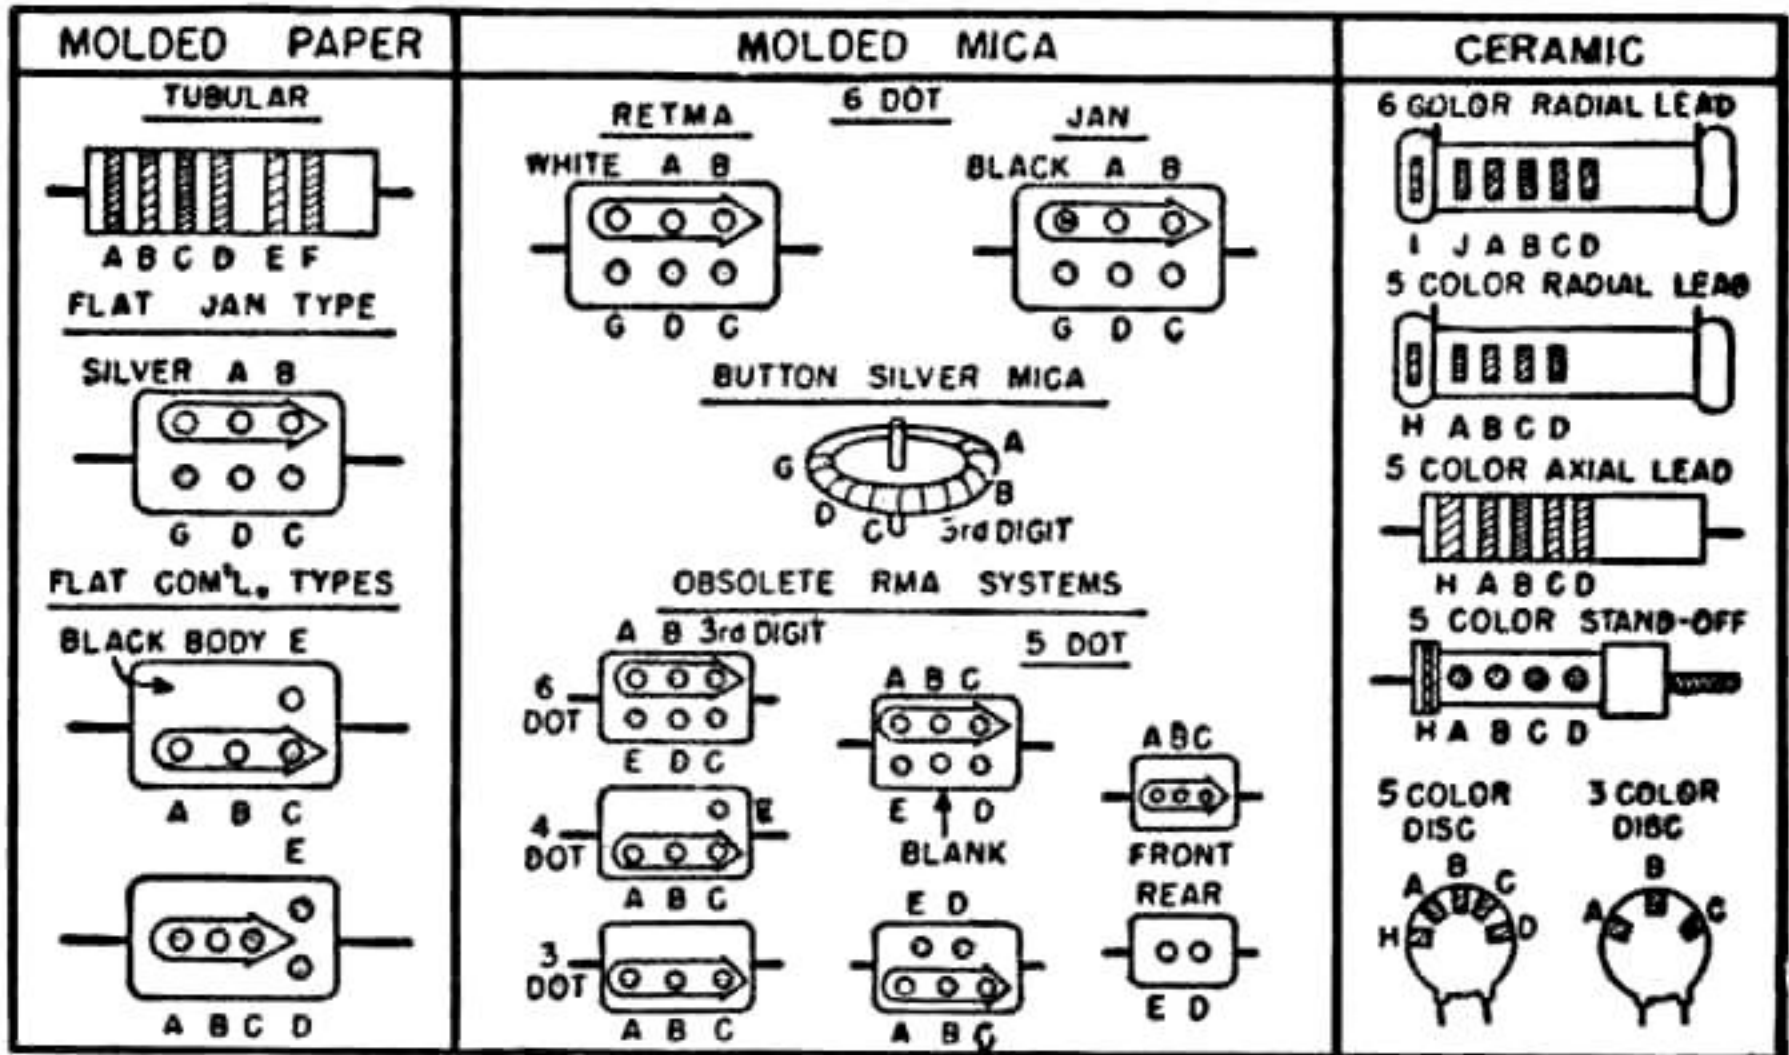 MOLDED PAPER
TUBULAR
A B C D E F
FLAT JAN TYPE
SILVER A B
G D C
FLAT COM'L. TYPES
BLACK BODY E
A B C
E
A B C D
MOLDED MICA
6 DOT
RETMA
WHITE A B
G D C
JAN
BLACK A B
G D C
BUTTON SILVER MICA
A
G
B
D
C 3rd DIGIT
OBSOLETE RMA SYSTEMS
A B 3rd DIGIT
6
DOT
E D C
4
DOT
E
A B C
3
DOT
A B C
5 DOT
A B C
E D
BLANK
E D
A B C
A B C
FRONT
REAR
E D
CERAMIC
6 COLOR RADIAL LEAD
I J A B C D
5 COLOR RADIAL LEAD
H A B C D
5 COLOR AXIAL LEAD
H A B C D
5 COLOR STAND-OFF
H A B C D
5 COLOR
DISC
B
A C
H D
3 COLOR
DISC
B
A C